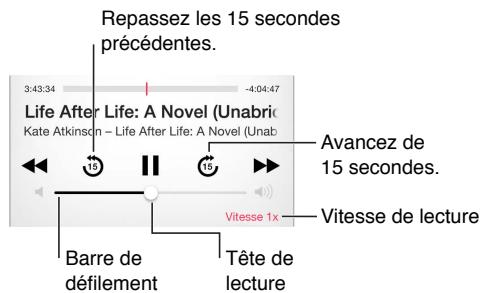 Repassez les 15 secondes
précédentes.
3:43:34
-4:04:47
Life After Life: A Novel (Unabric
Kate Atkinson – Life After Life: A Novel (Unab
15
15
Avancez de
15 secondes.
Vitesse 1x
Vitesse de lecture
Barre de
défilement
Tête de
lecture